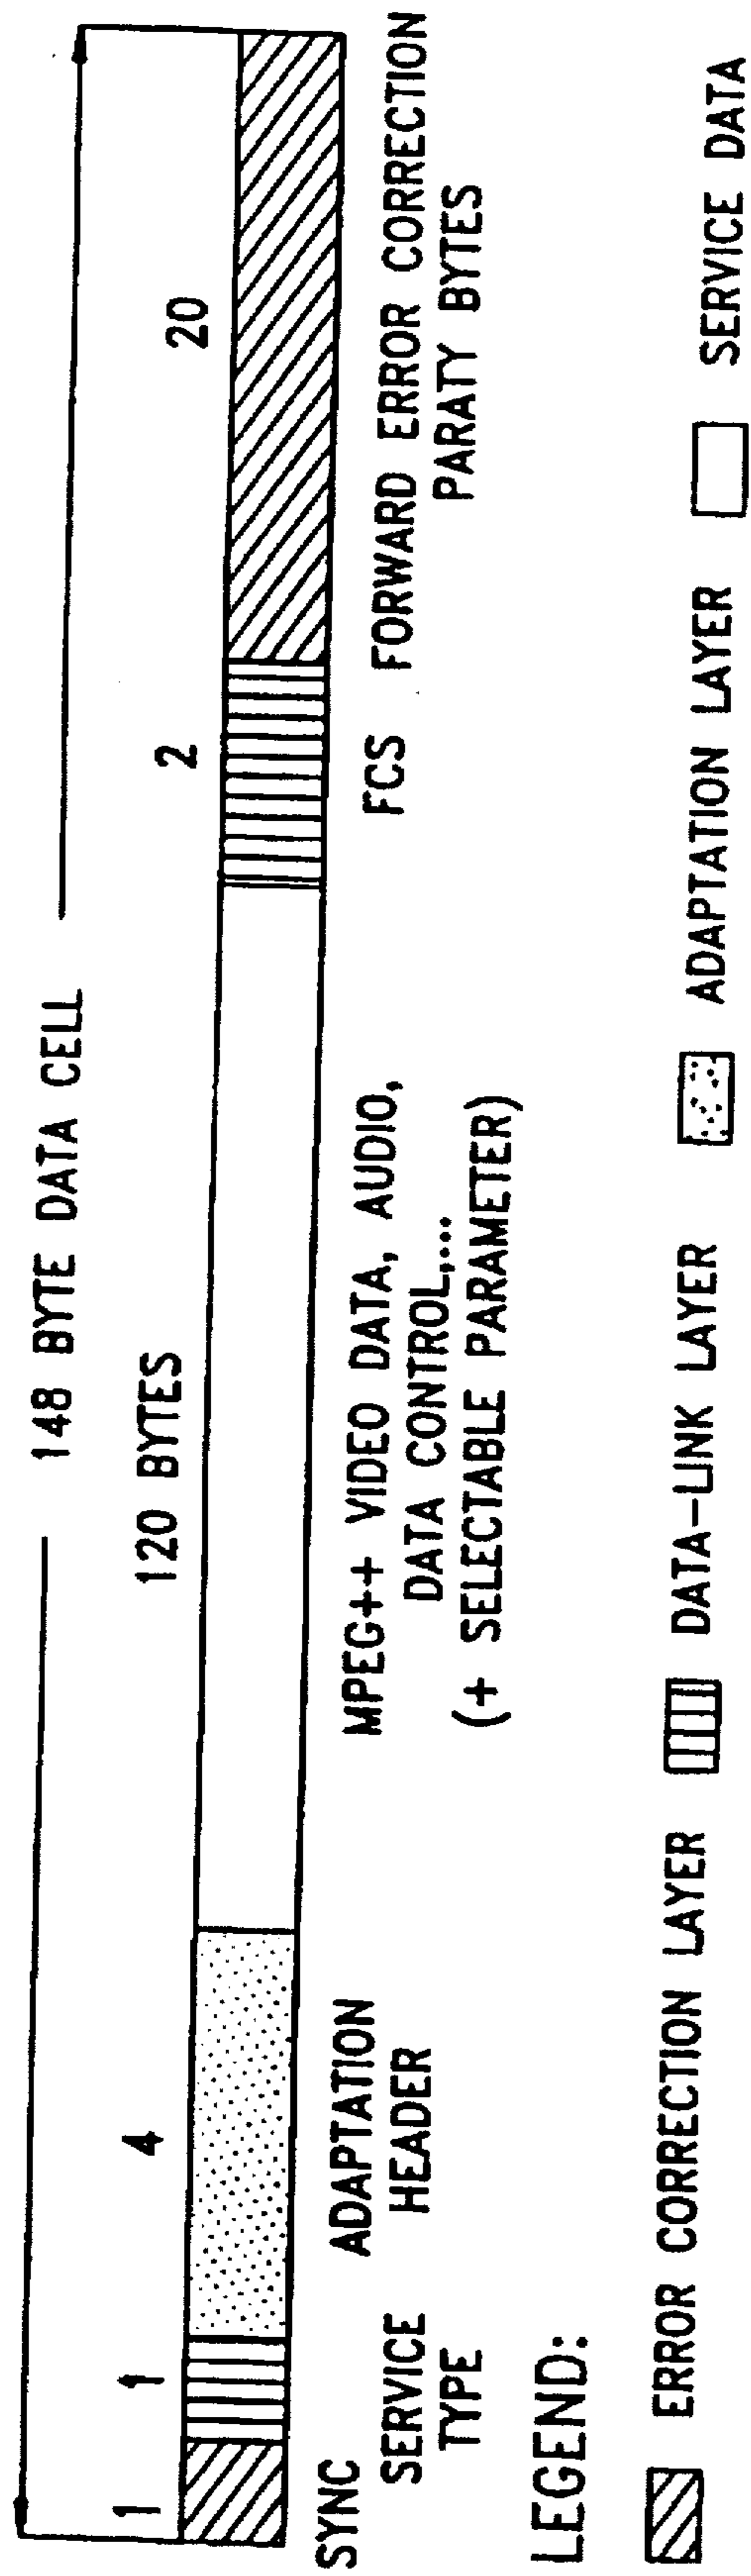 148 BYTE DATA CELL
1
1
4
120 BYTES
2
20
SYNC
SERVICE
TYPE
ADAPTATION
HEADER
MPEG++ VIDEO DATA, AUDIO,
DATA CONTROL,...
(+ SELECTABLE PARAMETER)
FCS
FORWARD ERROR CORRECTION
PARATY BYTES
LEGEND:
ERROR CORRECTION LAYER
DATA-LINK LAYER
ADAPTATION LAYER
SERVICE DATA